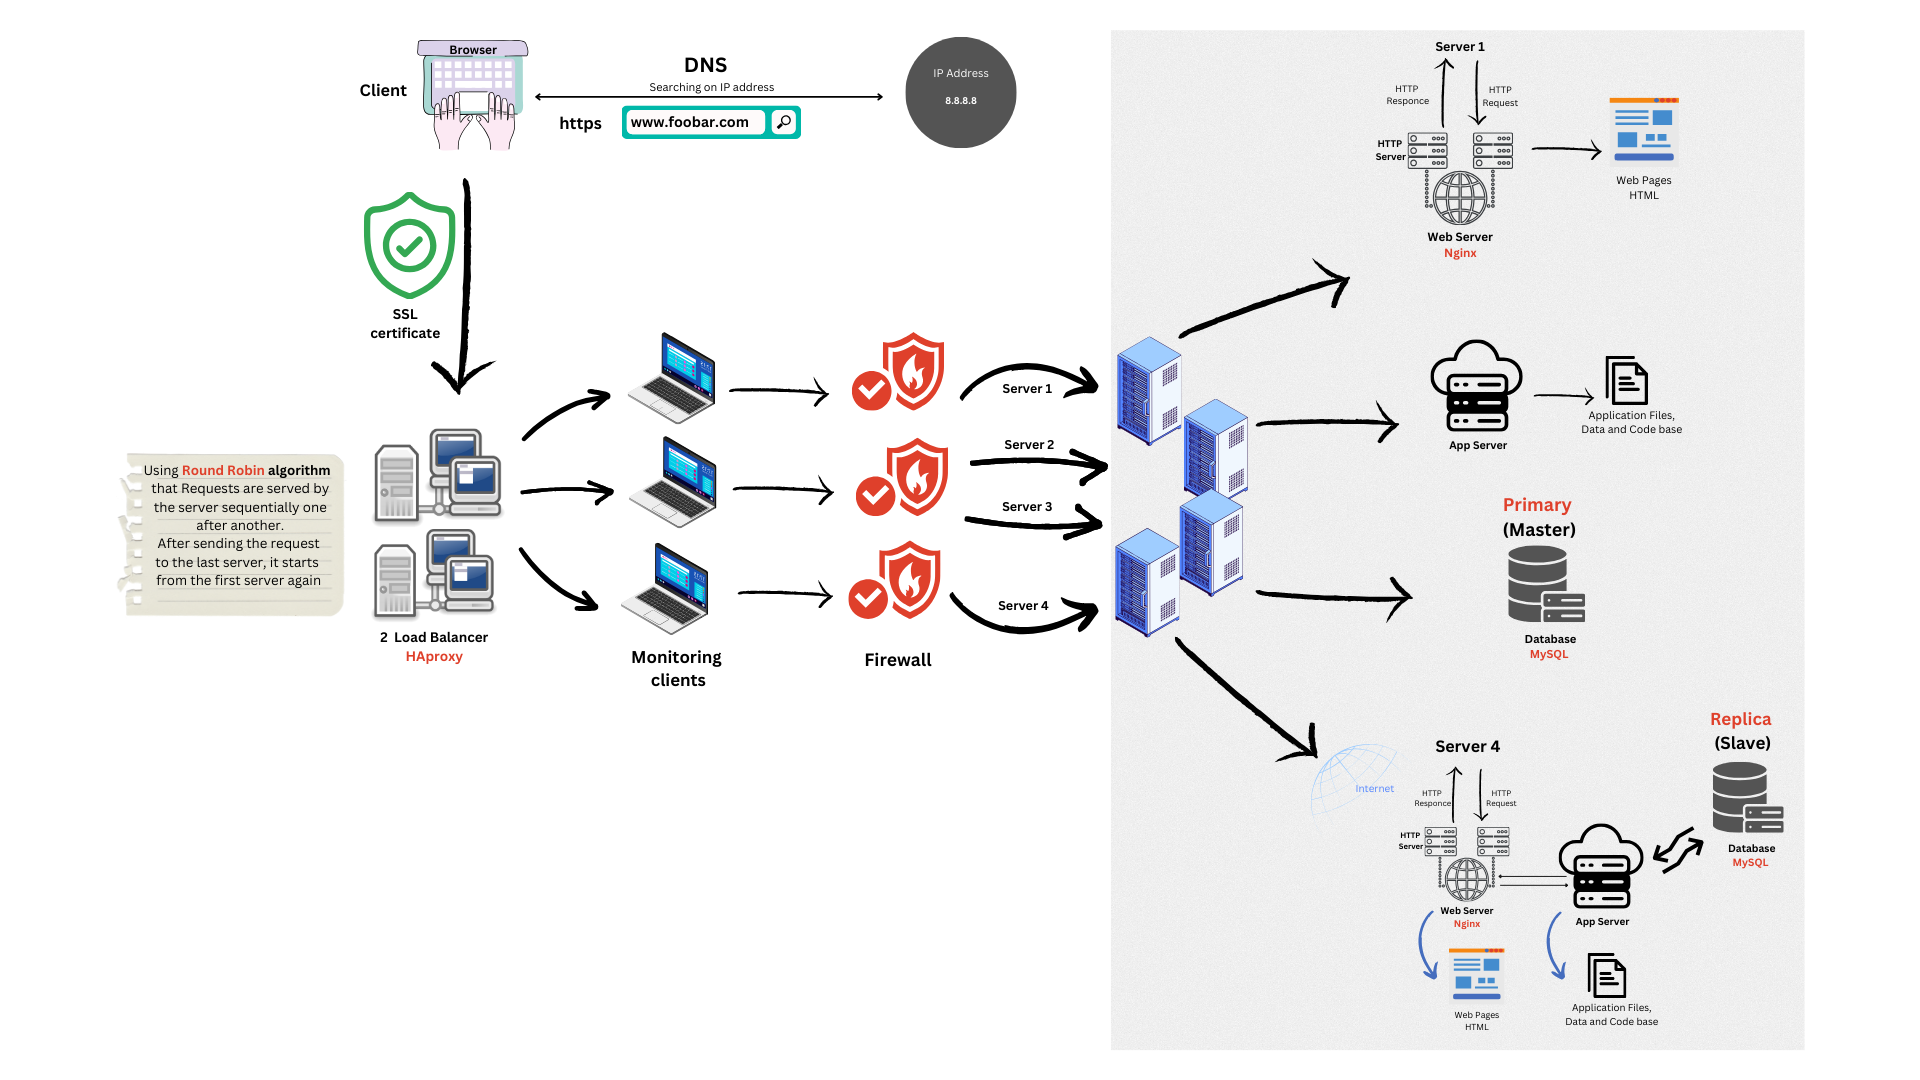 Browser
Client
DNS
Searching on IP address
https
www.foobar.com
IP Address
8.8.8.8
SSL
certificate
Using Round Robin algorithm
that Requests are served by
the server sequentially one
after another.
After sending the request
to the last server, it starts
from the first server again
2 Load Balancer
HAproxy
Monitoring
clients
Firewall
Server 1
Server 2
Server 3
Server 4
Server 1
HTTP
Responce
HTTP
Request
HTTP
Server
Web Server
Nginx
Web Pages
HTML
App Server
Application Files,
Data and Code base
Primary
(Master)
Database
MySQL
Replica
(Slave)
Database
MySQL
Internet
Server 4
HTTP
Responce
HTTP
Request
HTTP
Server
Web Server
Nginx
App Server
Web Pages
HTML
Application Files,
Data and Code base